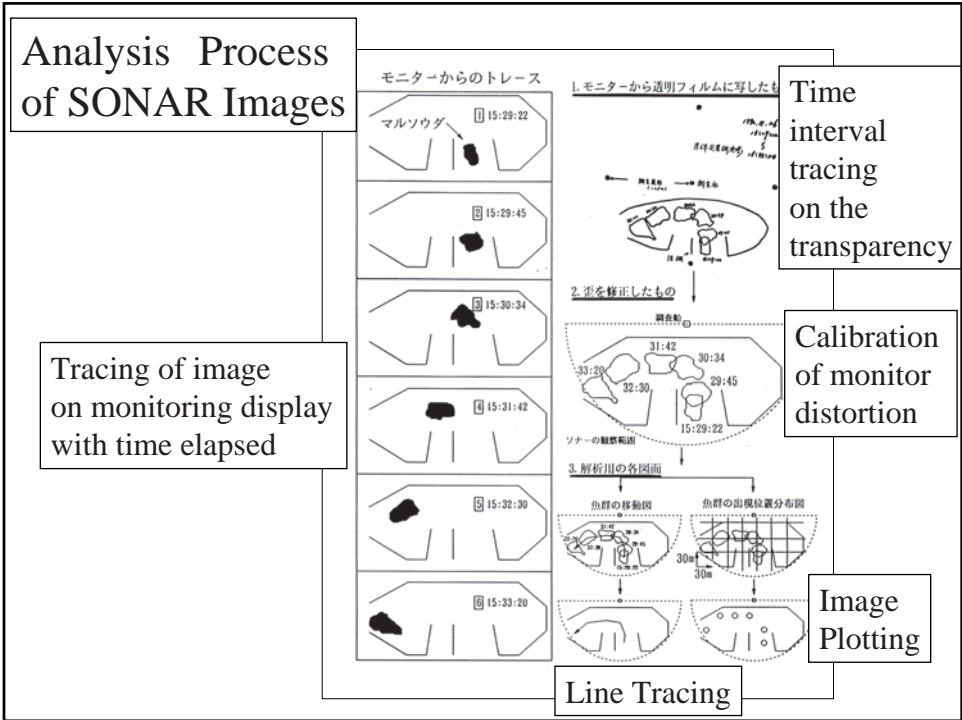 Analysis Process
of SONAR Images
モニターからのトレース
マルソウダ
1 15:29:22
2 15:29:45
3 15:30:34
4 15:31:42
5 15:32:30
6 15:33:20
Tracing of image
on monitoring display
with time elapsed
1.モニターから透明フィルムに写したも
Time
interval
tracing
on the
transparency
2.歪を修正したもの
調査船
31:42
30:34
33:20
32:30
29:45
15:29:22
ソナーの観察範囲
Calibration
of monitor
distortion
3.解析用の各図面
魚群の移動図
魚群の出現位置分布図
31:42
29:45
30m
30m
Image
Plotting
Line Tracing